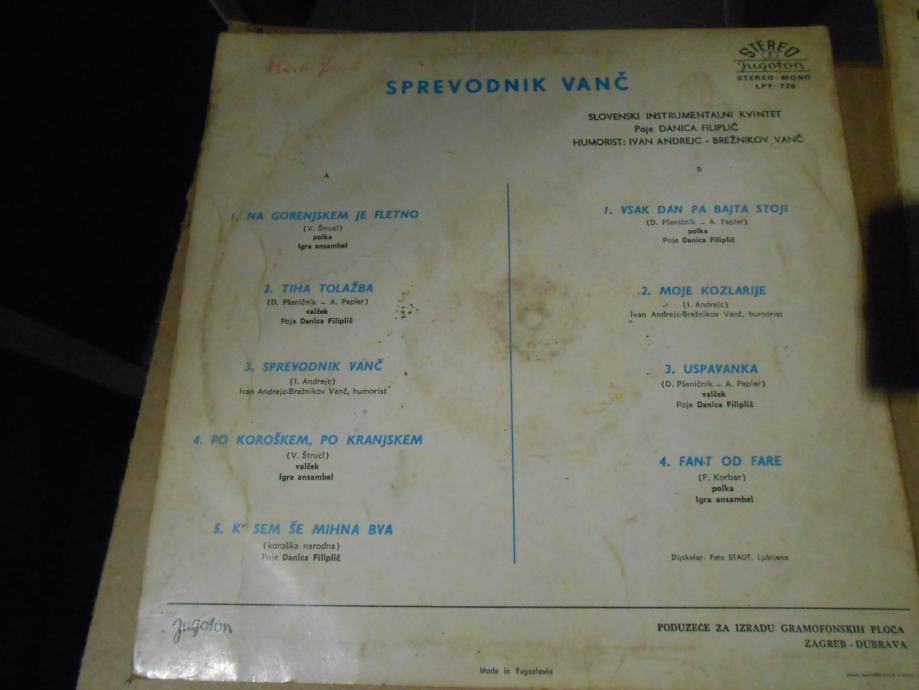 STEREO
Jugoton
STEREO-MONO
LPY-726
SPREVODNIK VANČ
SLOVENSKI INSTRUMENTALNI KVINTET
Poje DANICA FILIPLIČ
HUMORIST: IVAN ANDREJC - BREŽNIKOV VANČ
A
1. NA GORENJSKEM JE FLETNO
(V. Štrucl)
polka
Igra ansambel
2. TIHA TOLAŽBA
(D. Pšeničnik - A. Papler)
valček
Poje Danica Filiplič
3. SPREVODNIK VANČ
(I. Andrejc)
Ivan Andrejc-Brežnikov Vanč, humorist
4. PO KOROŠKEM, PO KRANJSKEM
(V. Štrucl)
valček
Igra ansambel
5. K' SEM ŠE MIHNA BVA
(koroška narodna)
Poje Danica Filiplič
B
1. VSAK DAN PA BAJTA STOJI
(D. Pšeničnik - A. Papler)
polka
Poje Danica Filiplič
2. MOJE KOZLARIJE
(I. Andrejc)
Ivan Andrejc-Brežnikov Vanč, humorist
3. USPAVANKA
(D. Pšeničnik - A. Papler)
valček
Poje Danica Filiplič
4. FANT OD FARE
(F. Korbar)
polka
Igra ansambel
Dijakolor: Foto STAUT, Ljubljana
Jugoton
PODUZEĆE ZA IZRADU GRAMOFONSKIH PLOČA
ZAGREB - DUBRAVA
Made in Yugoslavia